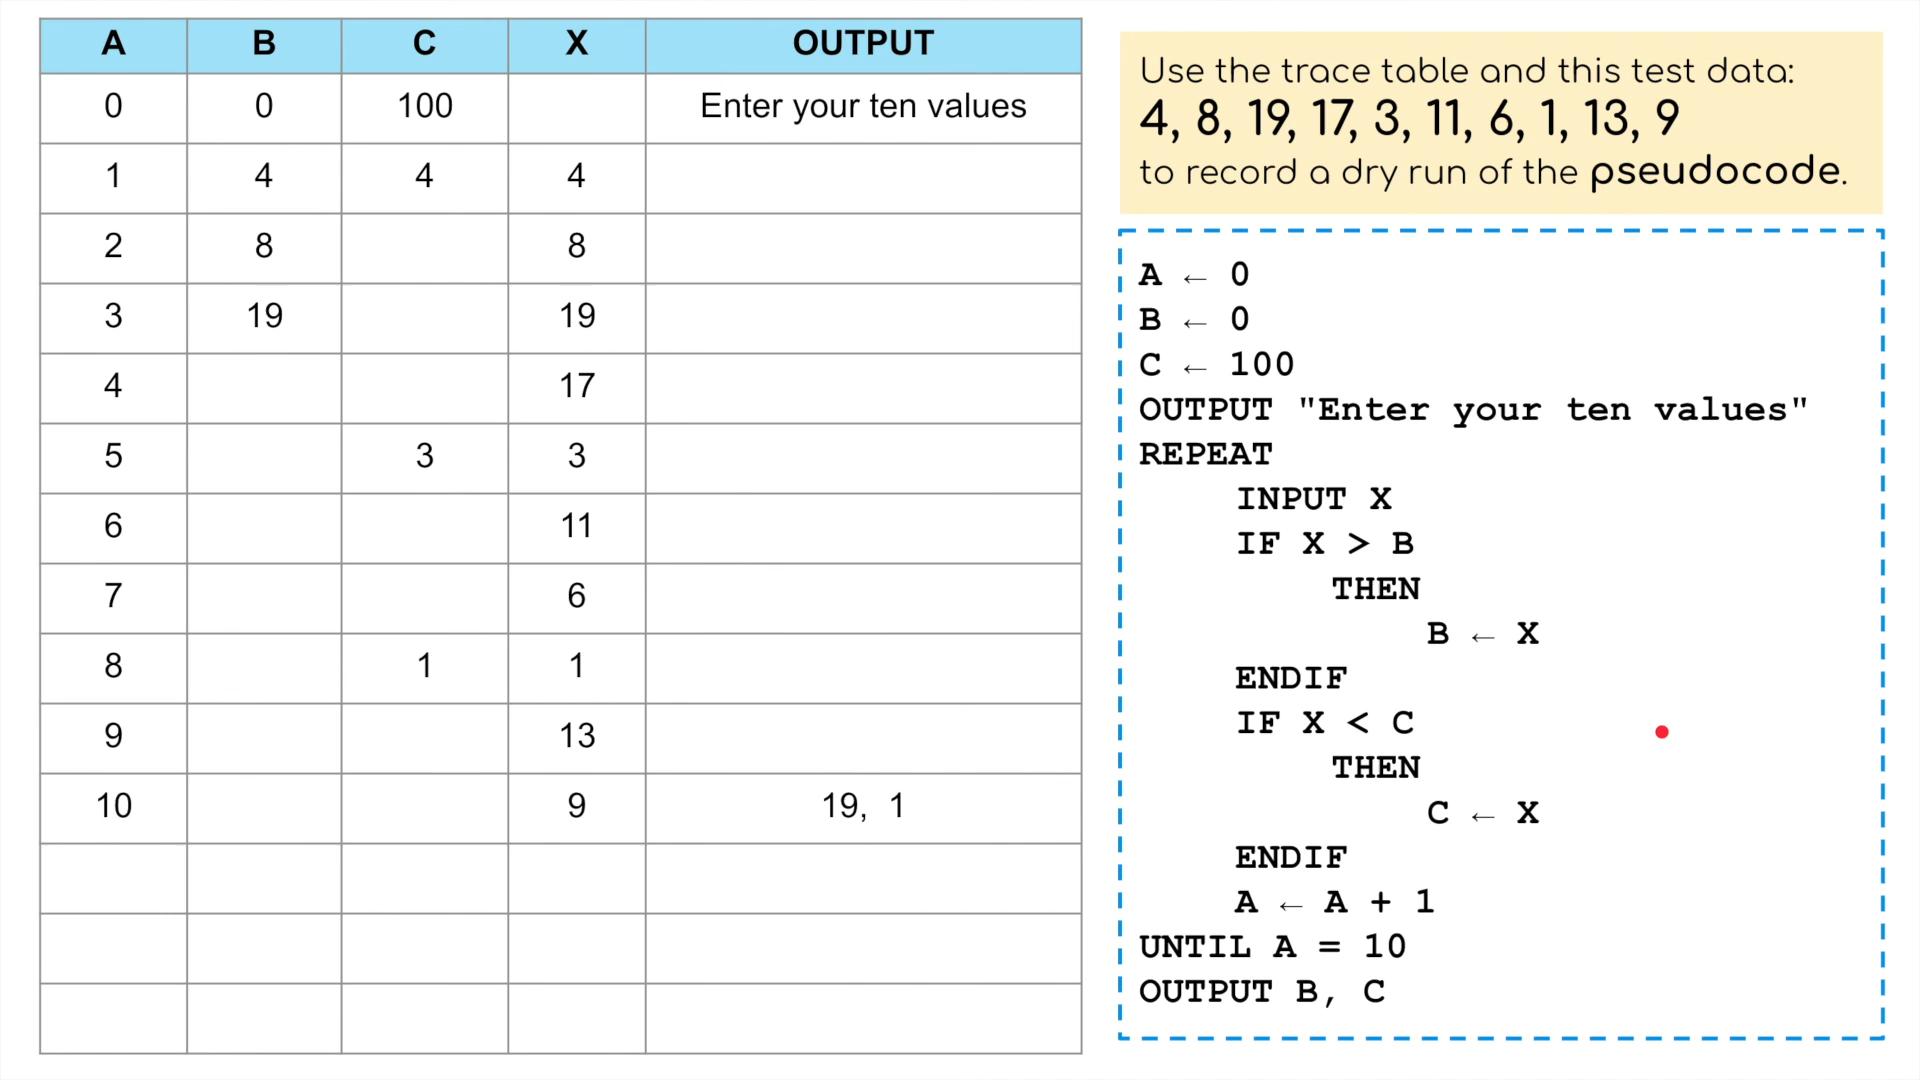 A B C X OUTPUT
0 0 100 Enter your ten values
1 4 4 4
2 8 8
3 19 19
4 17
5 3 3
6 11
7 6
8 1 1
9 13
10 9 19, 1
Use the trace table and this test data:
4, 8, 19, 17, 3, 11, 6, 1, 13, 9
to record a dry run of the pseudocode.
A ← 0
B ← 0
C ← 100
OUTPUT "Enter your ten values"
REPEAT
INPUT X
IF X > B
THEN
B ← X
ENDIF
IF X < C
THEN
C ← X
ENDIF
A ← A + 1
UNTIL A = 10
OUTPUT B, C